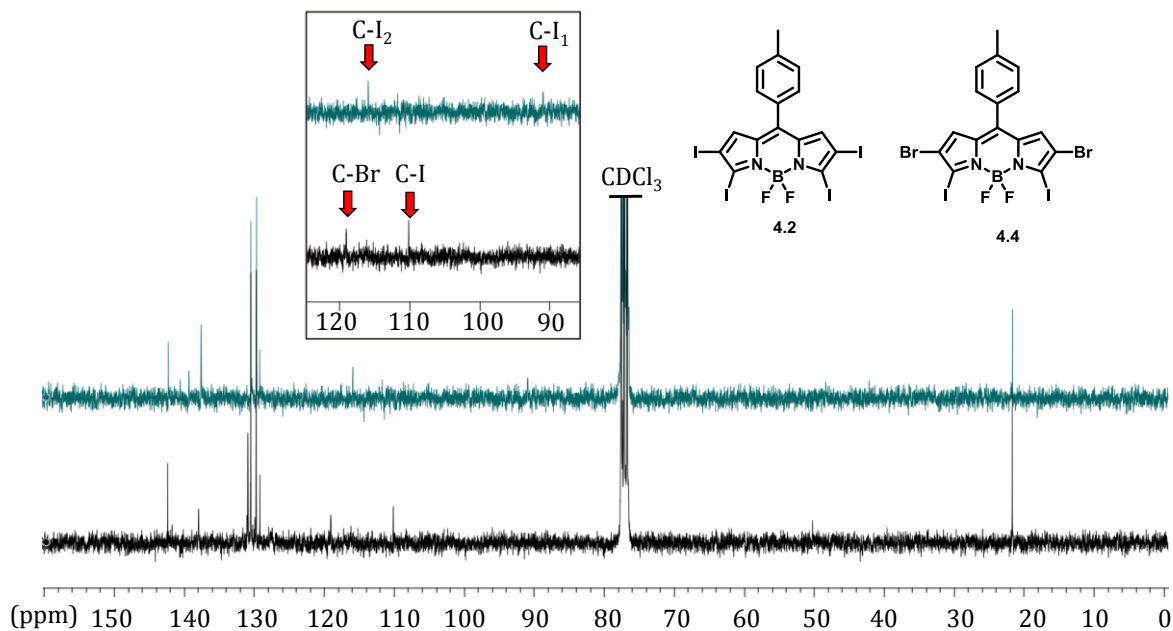 C-I₂ C-I₁
C-Br C-I
120 110 100 90
I I
I I
N N
B
F F
4.2
Br Br
I I
N N
B
F F
4.4
CDCl₃
(ppm) 150 140 130 120 110 100 90 80 70 60 50 40 30 20 10 0